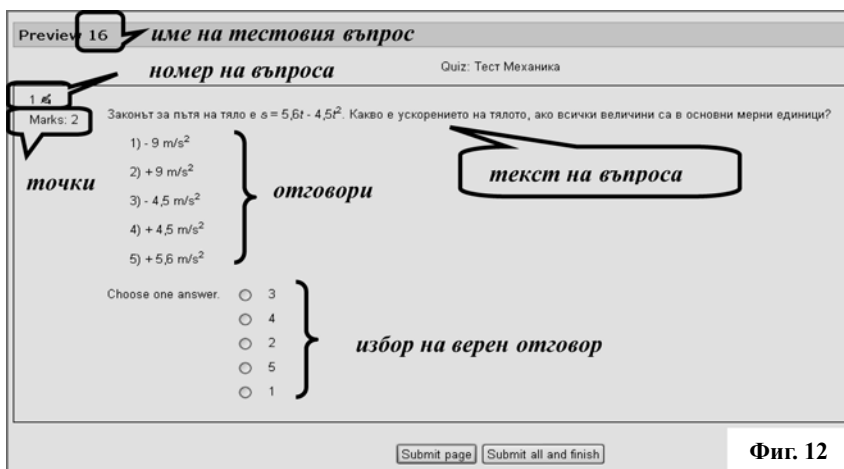 Preview 16 име на тестовия въпрос
номер на въпроса Quiz: Тест Механика
1
Marks: 2 Законът за пътя на тяло е s = 5,6t - 4,5t². Какво е ускорението на тялото, ако всички величини са в основни мерни единици?
1) - 9 m/s²
точки 2) + 9 m/s² отговори текст на въпроса
3) - 4,5 m/s²
4) + 4,5 m/s²
5) + 5,6 m/s²
Choose one answer. 3
4
2 избор на верен отговор
5
1
Submit page Submit all and finish Фиг. 12